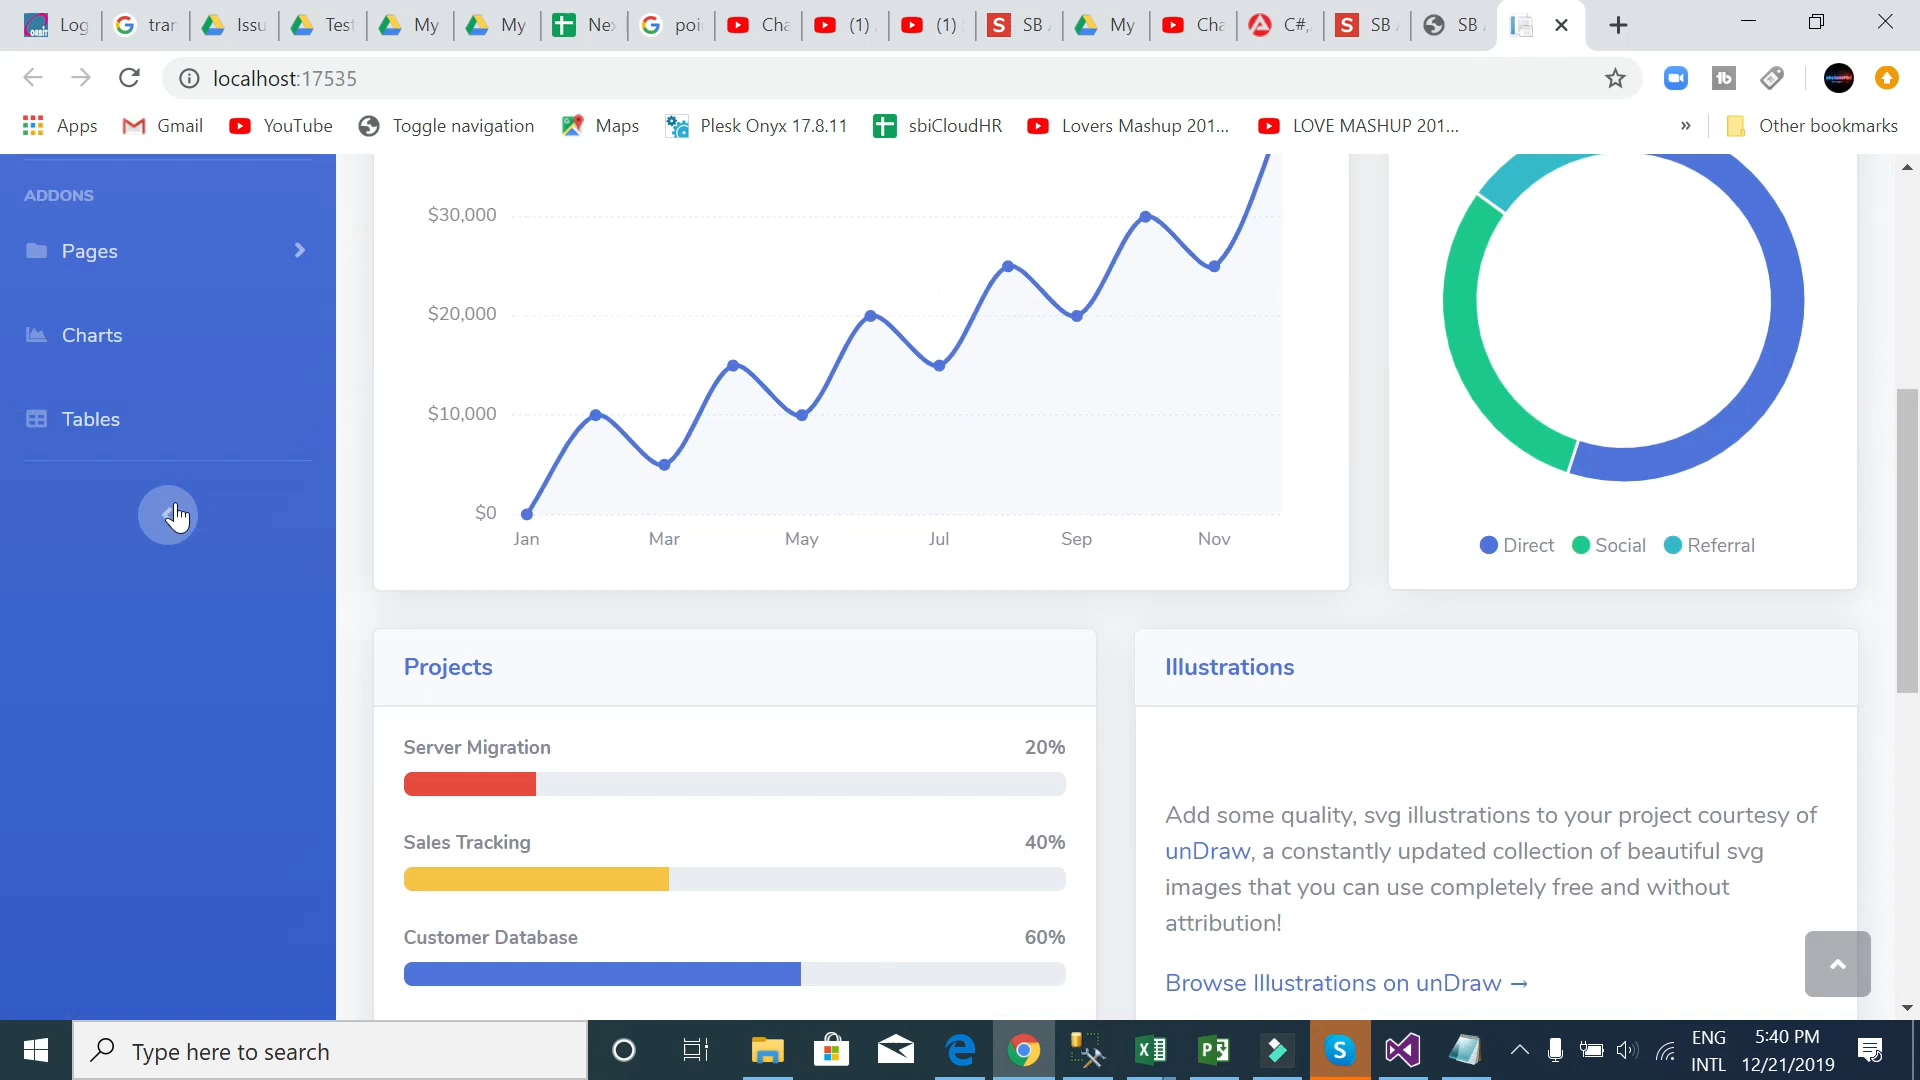 Log
trar
Issu
Test
My
My
Ne
poi
Cha
(1)
(1)
SB
My
Cha
C#,
SB
SB
localhost:17535
Apps
Gmail
YouTube
Toggle navigation
Maps
Plesk Onyx 17.8.11
sbiCloudHR
Lovers Mashup 201...
LOVE MASHUP 201...
»
Other bookmarks
ADDONS
Pages
Charts
Tables
$30,000
$20,000
$10,000
$0
Jan Mar May Jul Sep Nov
Direct Social Referral
Projects
Server Migration 20%
Sales Tracking 40%
Customer Database 60%
Illustrations
Add some quality, svg illustrations to your project courtesy of
unDraw, a constantly updated collection of beautiful svg
images that you can use completely free and without
attribution!
Browse Illustrations on unDraw →
Type here to search
ENG
INTL
5:40 PM
12/21/2019